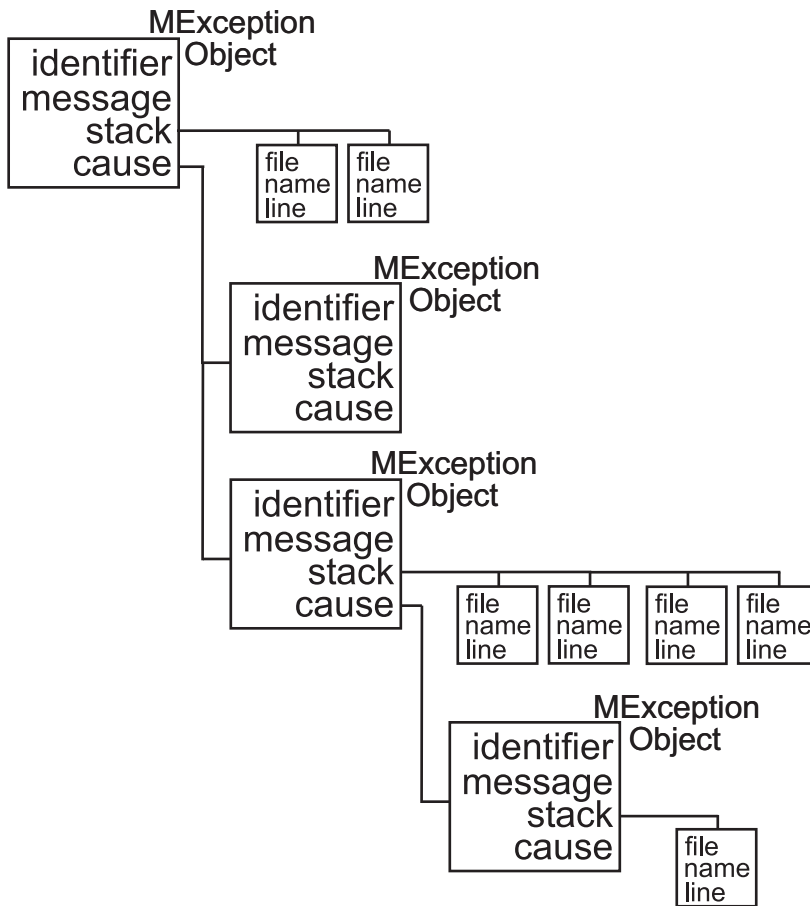 MException
Object
identifier
message
stack
cause
file
name
line
file
name
line
MException
Object
identifier
message
stack
cause
MException
Object
identifier
message
stack
cause
file
name
line
file
name
line
file
name
line
file
name
line
MException
Object
identifier
message
stack
cause
file
name
line